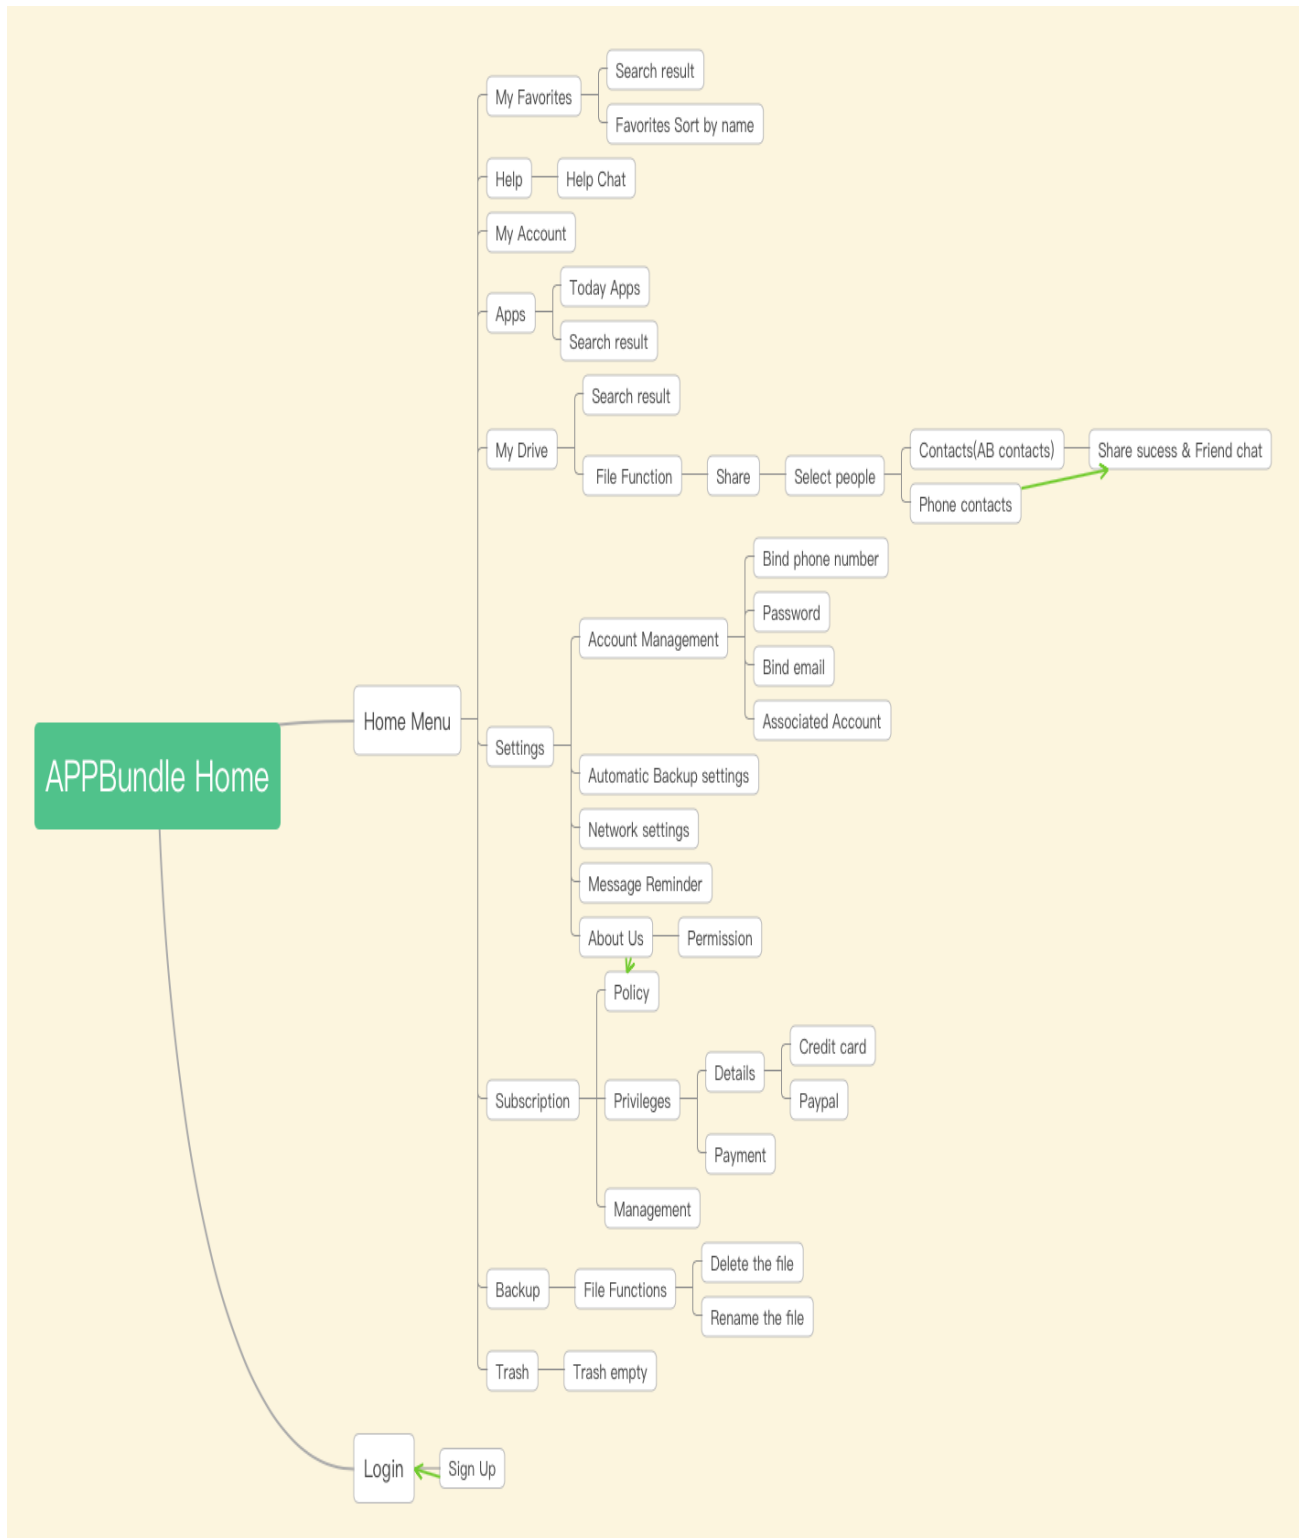 Search result
My Favorites
Favorites Sort by name
Help
Help Chat
My Account
Today Apps
Apps
Search result
Search result
My Drive
File Function
Share
Select people
Contacts(AB contacts)
Share sucess & Friend chat
Phone contacts
Bind phone number
Password
Account Management
Bind email
Associated Account
Home Menu
Settings
APPBundle Home
Automatic Backup settings
Network settings
Message Reminder
About Us
Permission
Policy
Credit card
Details
Subscription
Privileges
Paypal
Payment
Management
Delete the file
Backup
File Functions
Rename the file
Trash
Trash empty
Login
Sign Up